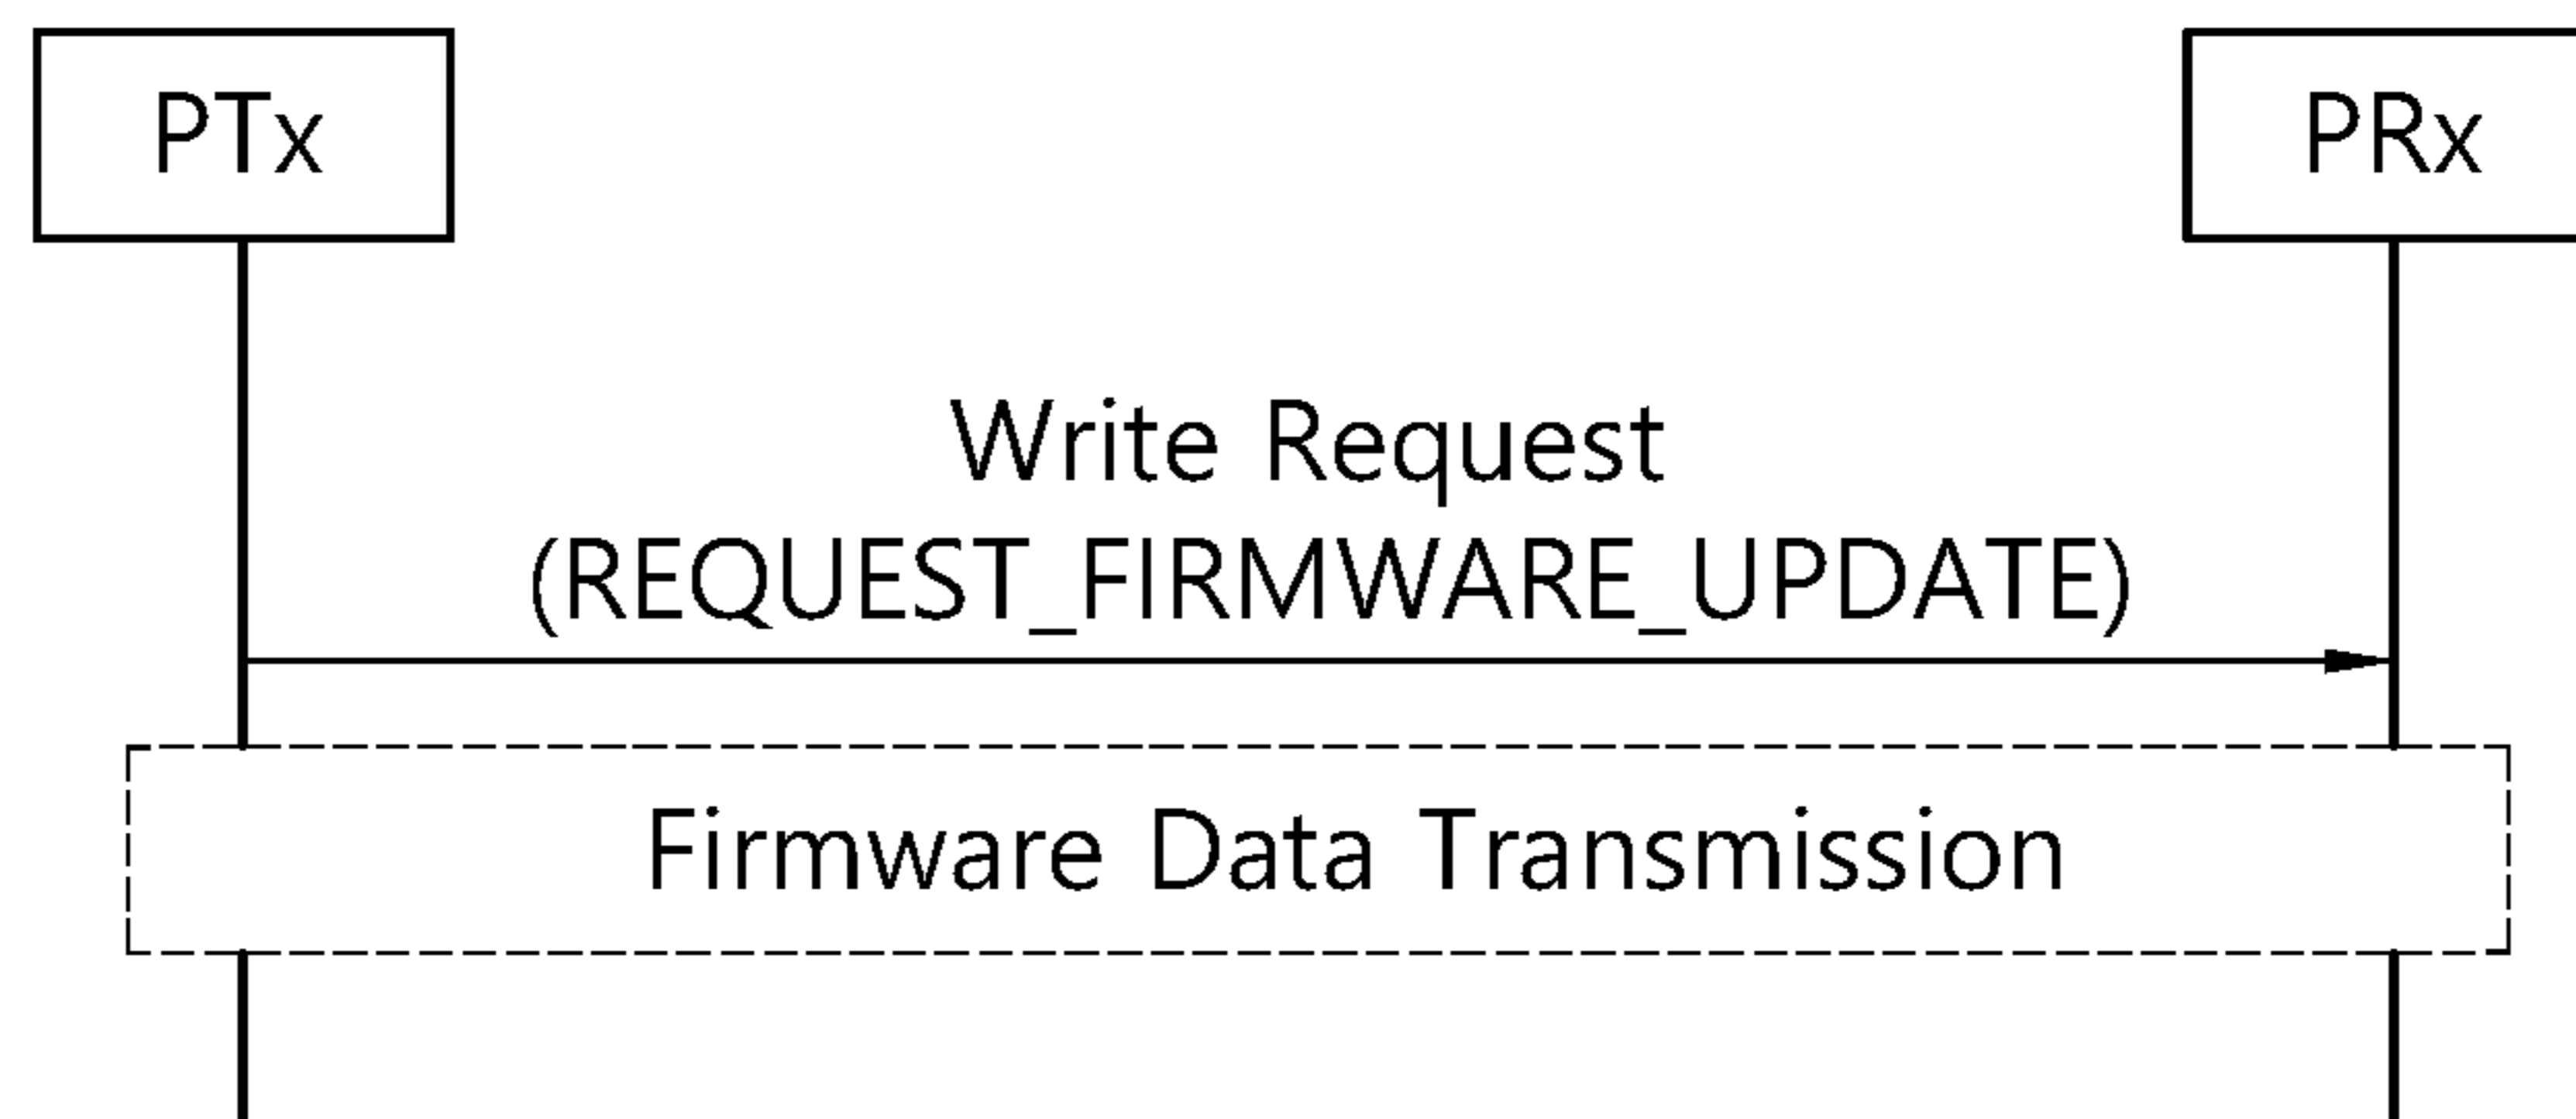 PTx
PRx
Write Request
(REQUEST_FIRMWARE_UPDATE)
Firmware Data Transmission